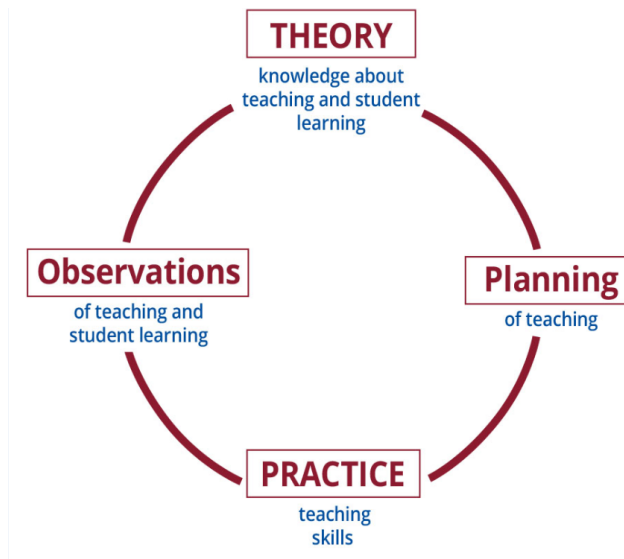 THEORY
knowledge about
teaching and student
learning
Observations
of teaching and
student learning
Planning
of teaching
PRACTICE
teaching
skills